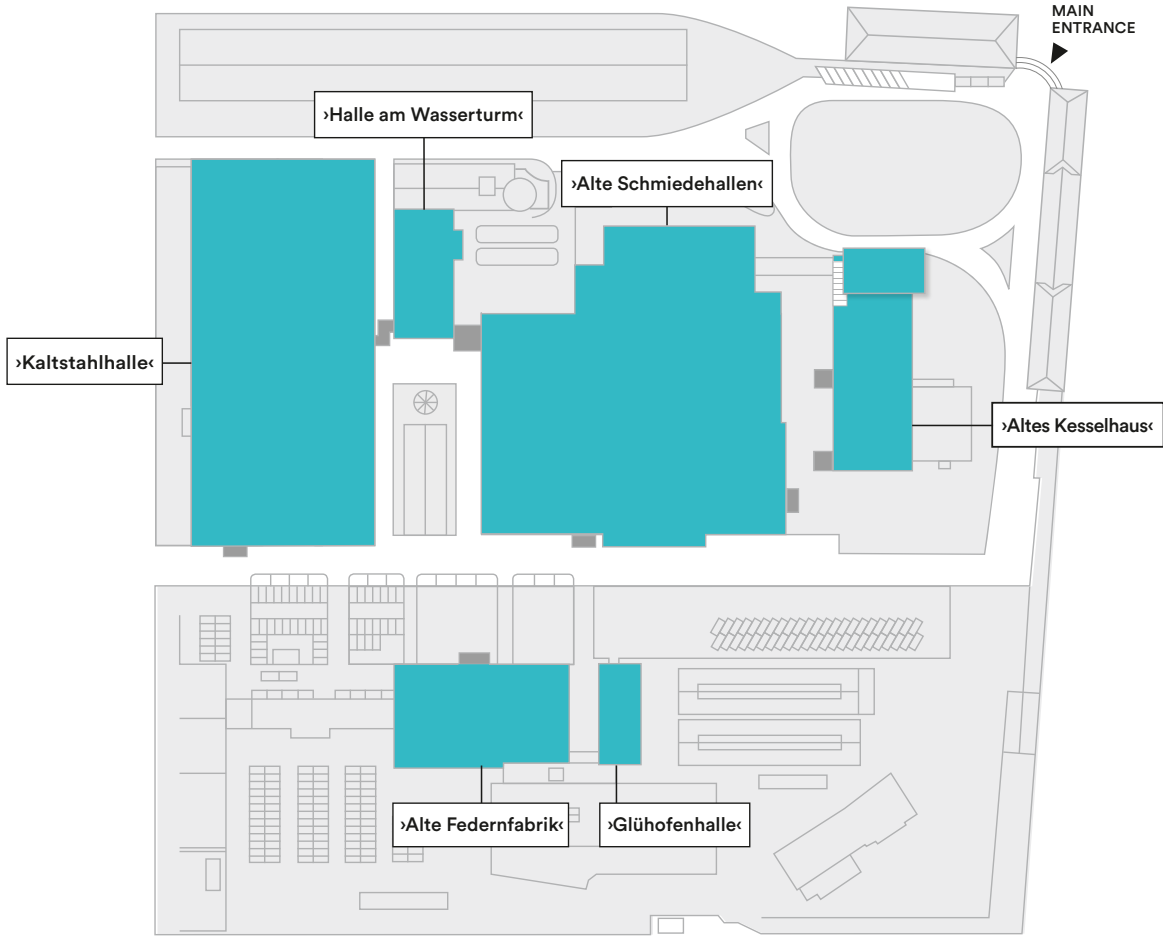 MAIN
ENTRANCE
›Halle am Wasserturm‹
›Alte Schmiedehallen‹
›Kaltstahlhalle‹
›Altes Kesselhaus‹
›Alte Federnfabrik‹
›Glühofenhalle‹